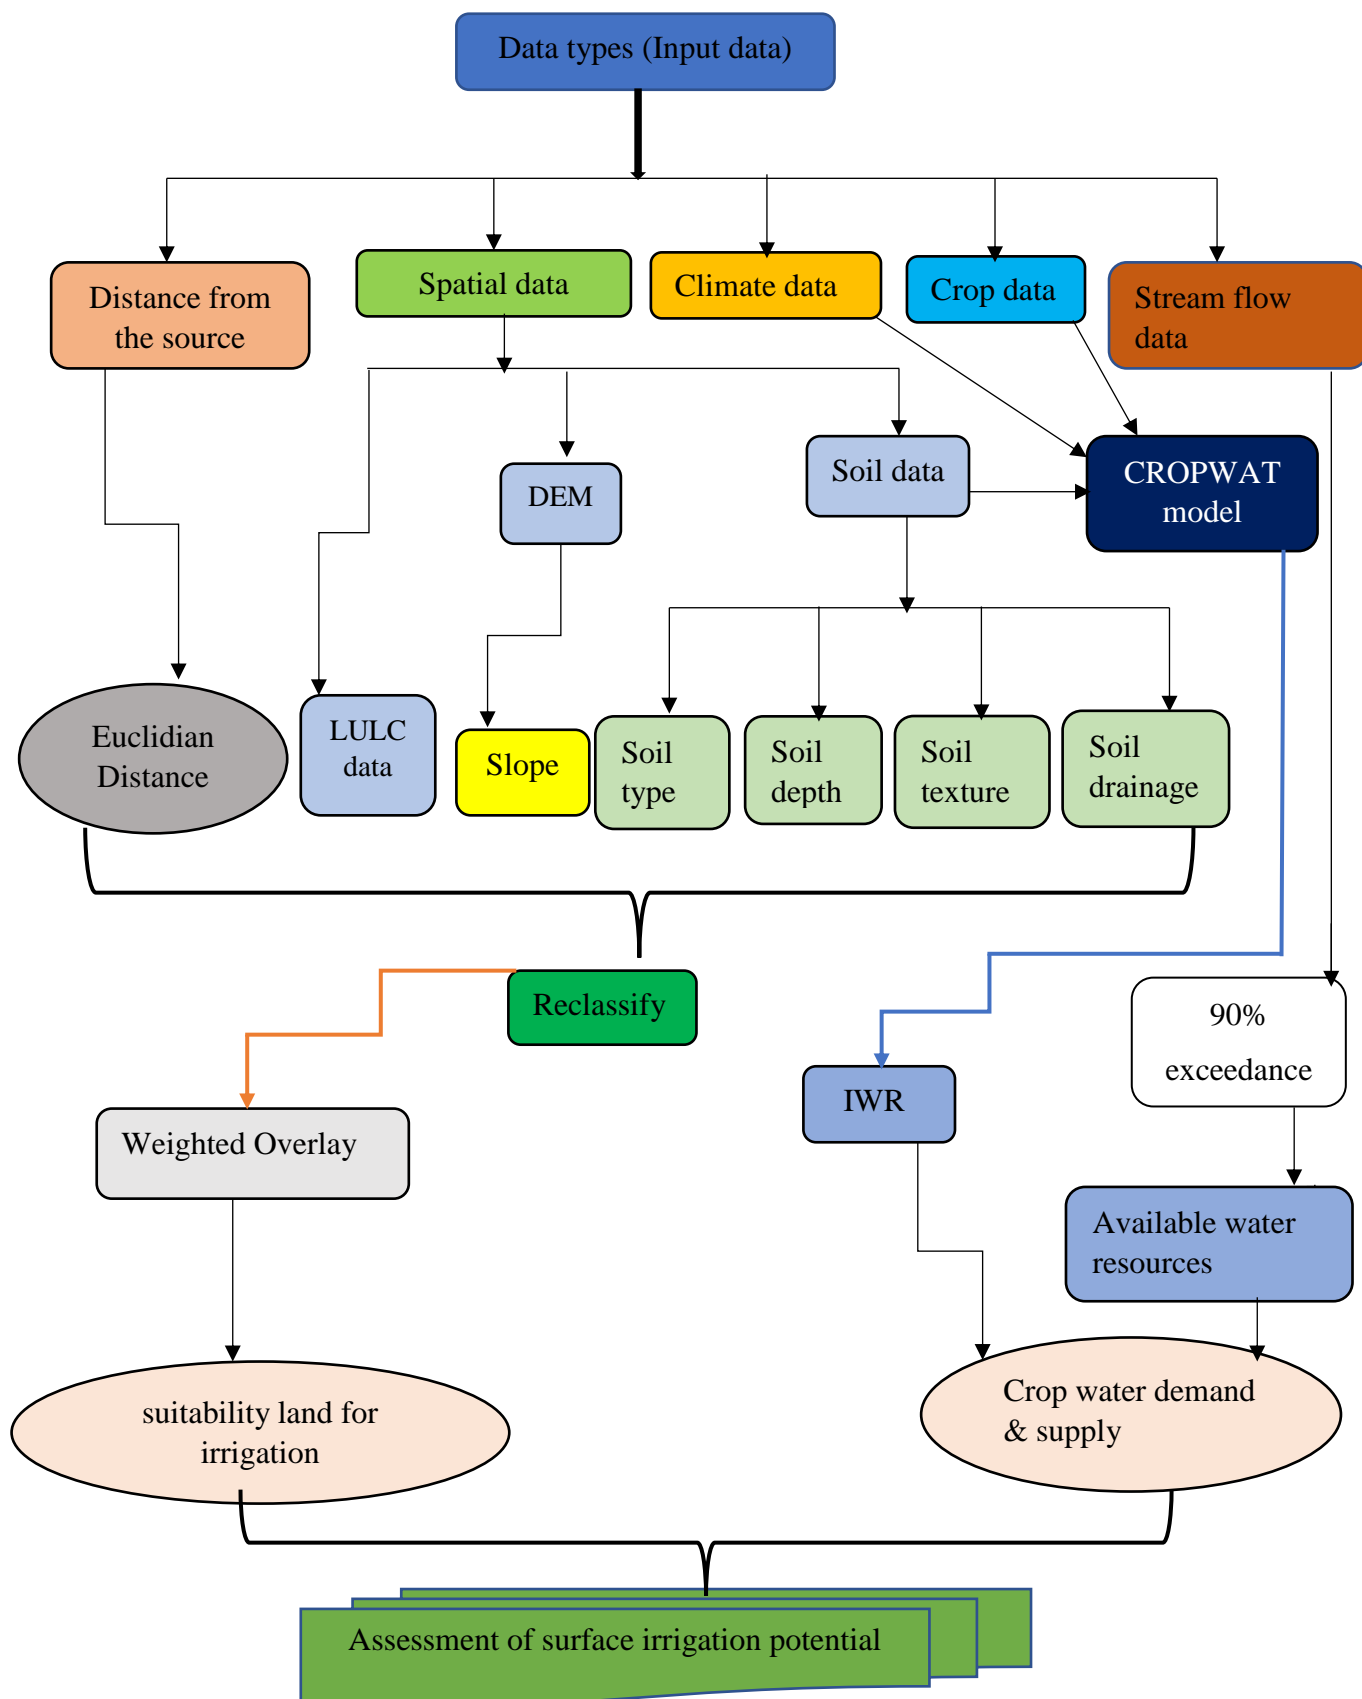 Data types (Input data)
Distance from
the source
Spatial data
Climate data
Crop data
Stream flow
data
DEM
Soil data
CROPWAT
model
Euclidian
Distance
LULC
data
Slope
Soil
type
Soil
depth
Soil
texture
Soil
drainage
Reclassify
90%
exceedance
IWR
Weighted Overlay
Available water
resources
suitability land for
irrigation
Crop water demand
& supply
Assessment of surface irrigation potential